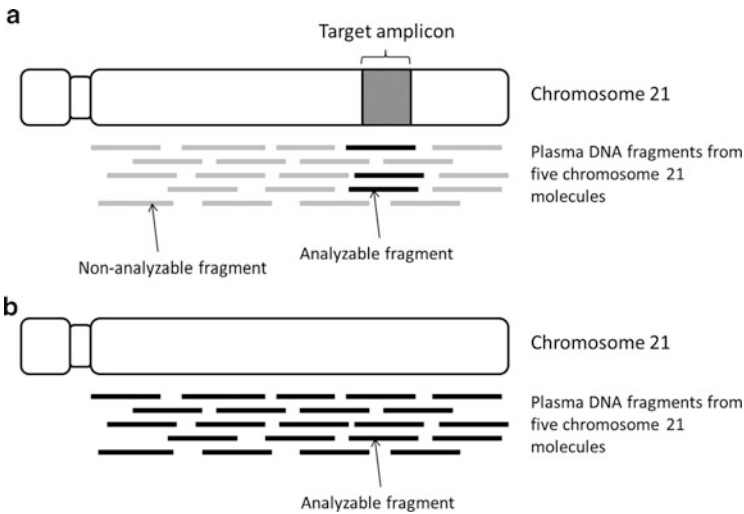 a
Target amplicon
Chromosome 21
Plasma DNA fragments from
five chromosome 21
molecules
Analyzable fragment
Non-analyzable fragment
b
Chromosome 21
Plasma DNA fragments from
five chromosome 21
molecules
Analyzable fragment